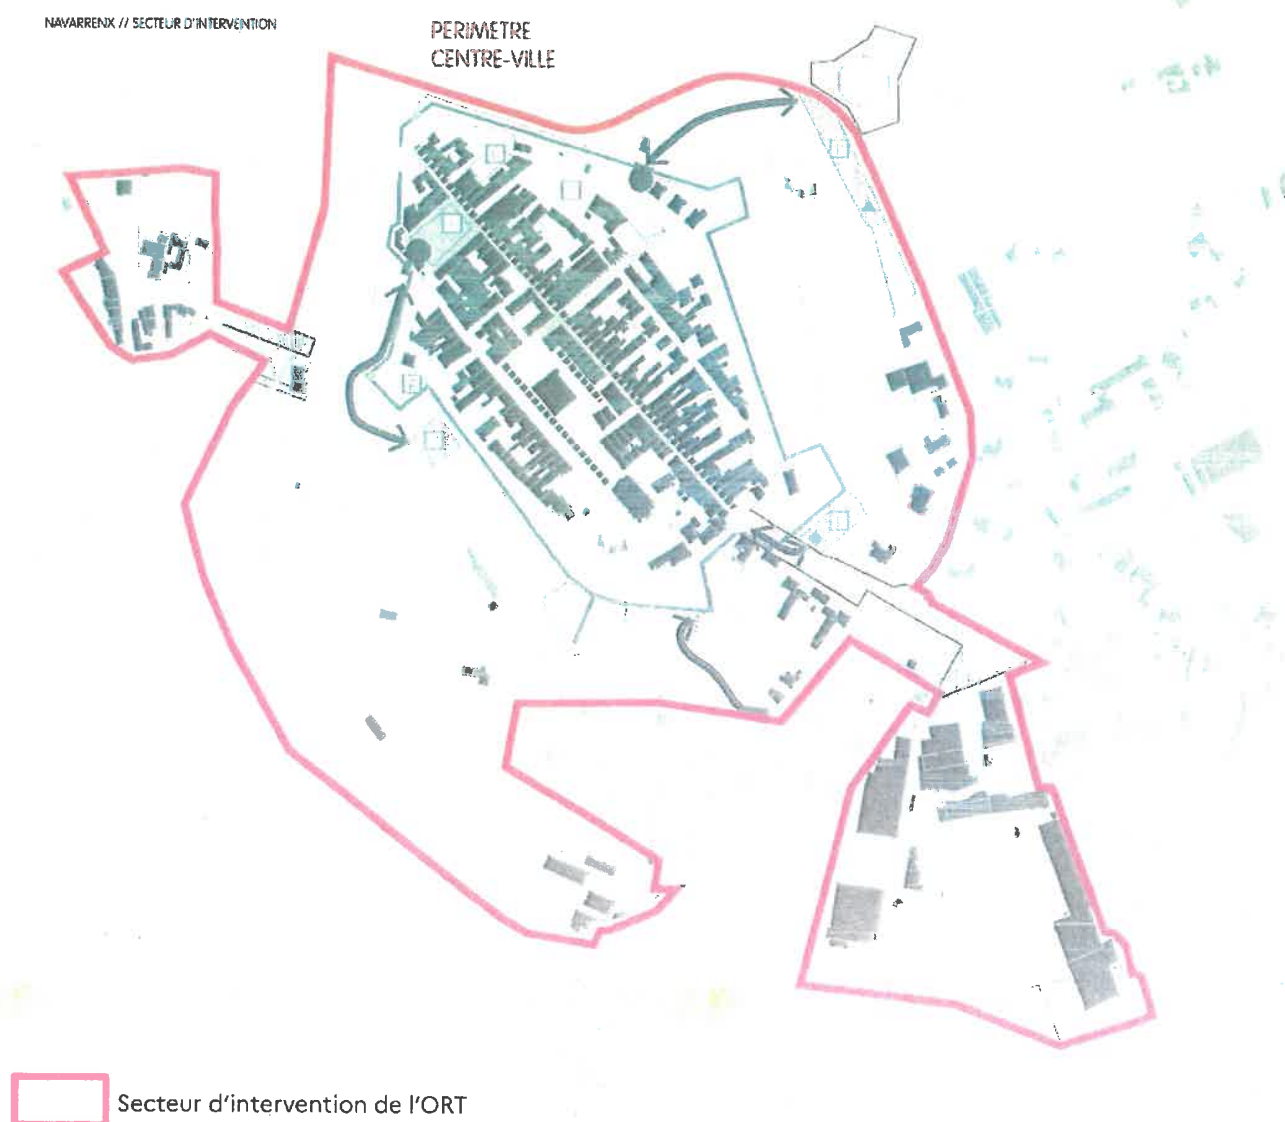 NAVARRENX // SECTEUR D'INTERVENTION
PERIMETRE
CENTRE-VILLE
Secteur d'intervention de l'ORT